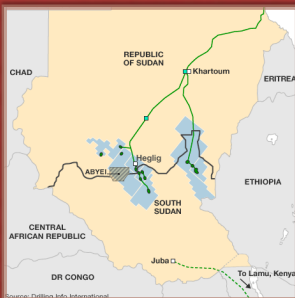 REPUBLIC
OF SUDAN
CHAD
Khartoum
ERITREA
Heglig
ABYEI
ETHIOPIA
SOUTH
SUDAN
CENTRAL
AFRICAN REPUBLIC
Juba
To Lamu, Kenya
DR CONGO
Source: Drilling Info International